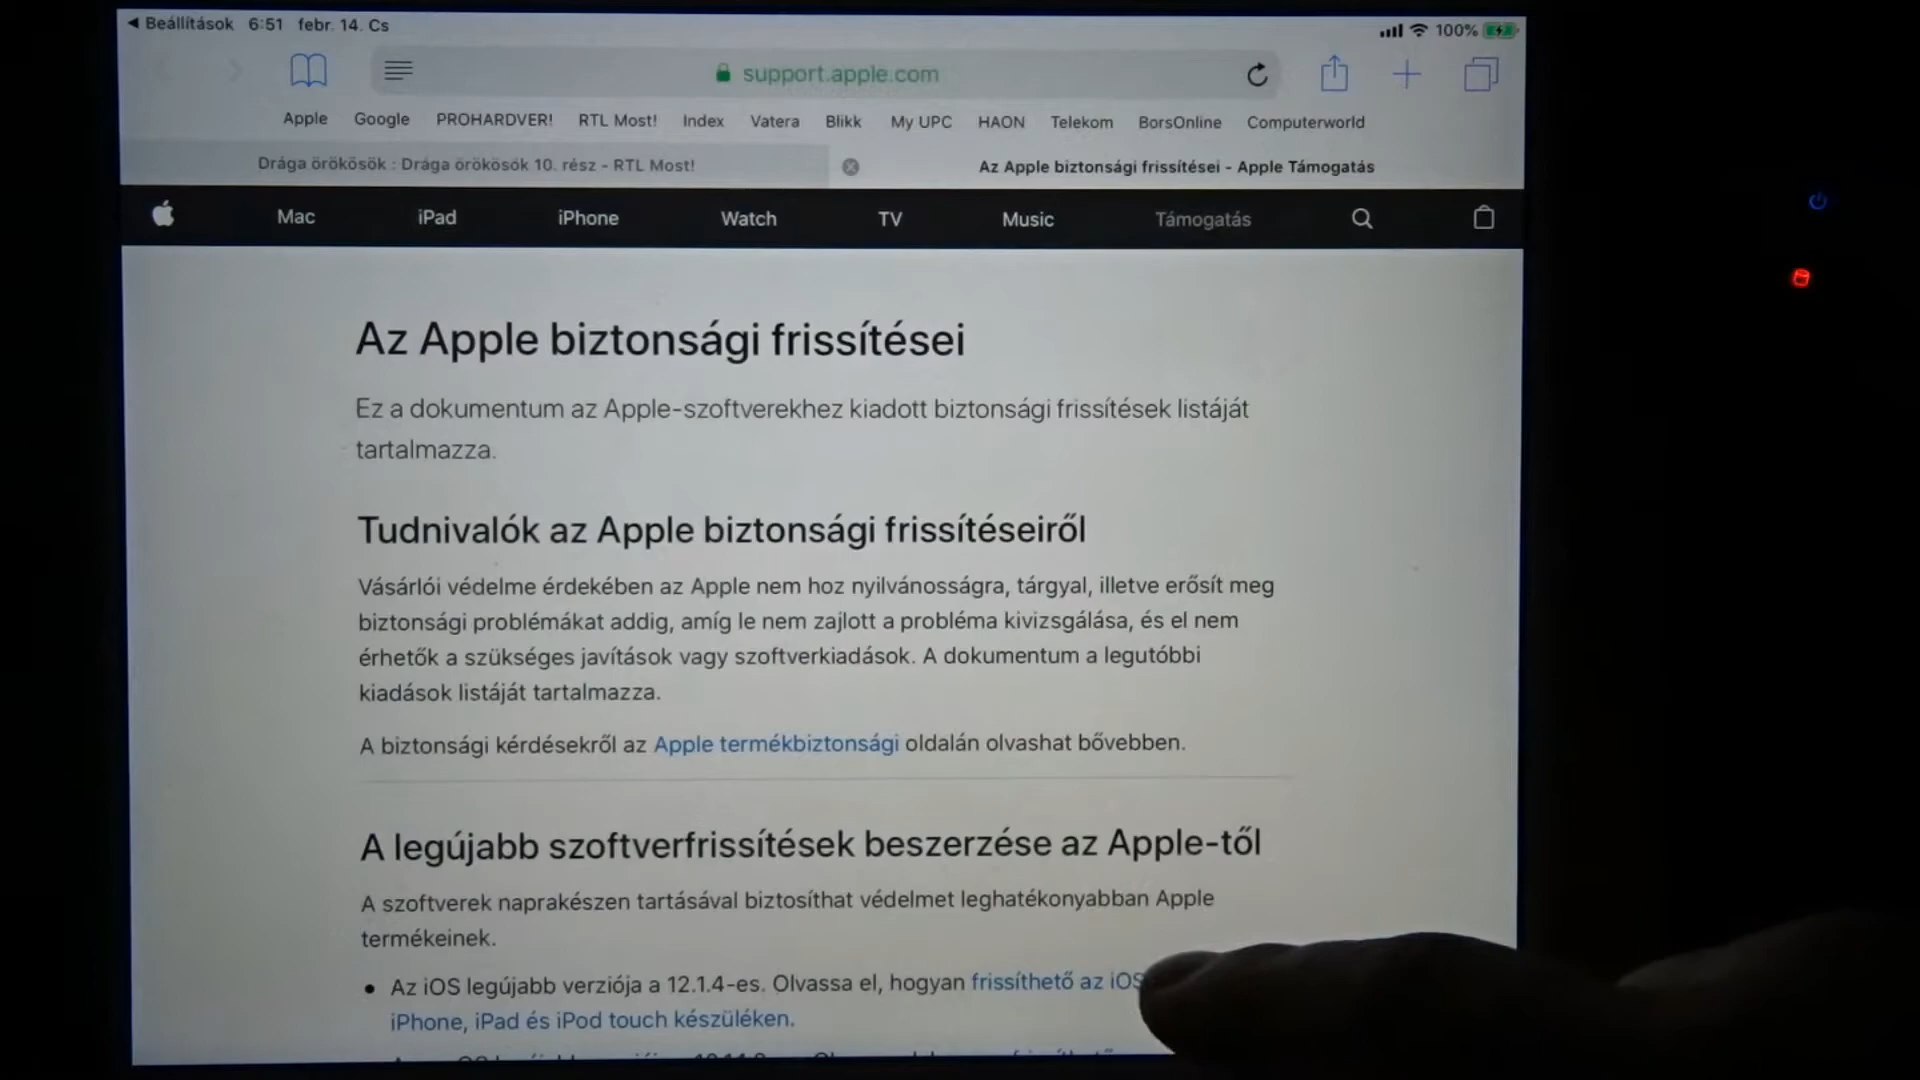 ◀ Beállítások 6:51 febr. 14. Cs 100%
support.apple.com
Apple Google PROHARDVER! RTL Most! Index Vatera Blikk My UPC HAON Telekom BorsOnline Computerworld
Drága örökösök : Drága örökösök 10. rész - RTL Most! Az Apple biztonsági frissítései - Apple Támogatás
Mac iPad iPhone Watch TV Music Támogatás
Az Apple biztonsági frissítései
Ez a dokumentum az Apple-szoftverekhez kiadott biztonsági frissítések listáját
tartalmazza.
Tudnivalók az Apple biztonsági frissítéseiről
Vásárlói védelme érdekében az Apple nem hoz nyilvánosságra, tárgyal, illetve erősít meg
biztonsági problémákat addig, amíg le nem zajlott a probléma kivizsgálása, és el nem
érhetők a szükséges javítások vagy szoftverkiadások. A dokumentum a legutóbbi
kiadások listáját tartalmazza.
A biztonsági kérdésekről az Apple termékbiztonsági oldalán olvashat bővebben.
A legújabb szoftverfrissítések beszerzése az Apple-től
A szoftverek naprakészen tartásával biztosíthat védelmet leghatékonyabban Apple
termékeinek.
• Az iOS legújabb verziója a 12.1.4-es. Olvassa el, hogyan frissíthető az iOS
iPhone, iPad és iPod touch készüléken.